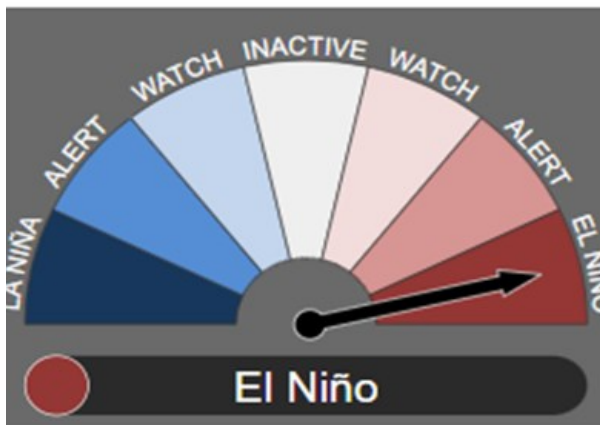 LA NIÑA
ALERT
WATCH
INACTIVE
WATCH
ALERT
EL NIÑO
El Niño